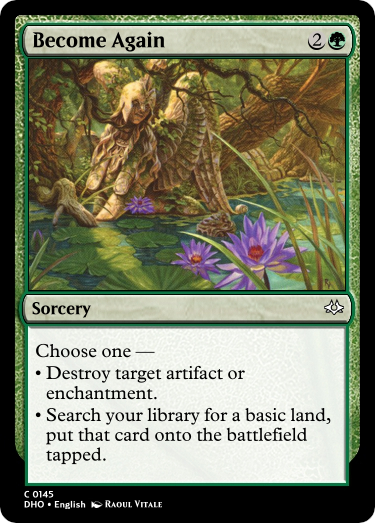 Become Again 2
Sorcery
Choose one —
• Destroy target artifact or
enchantment.
• Search your library for a basic land,
put that card onto the battlefield
tapped.
C 0145
DHO • English Raoul Vitale